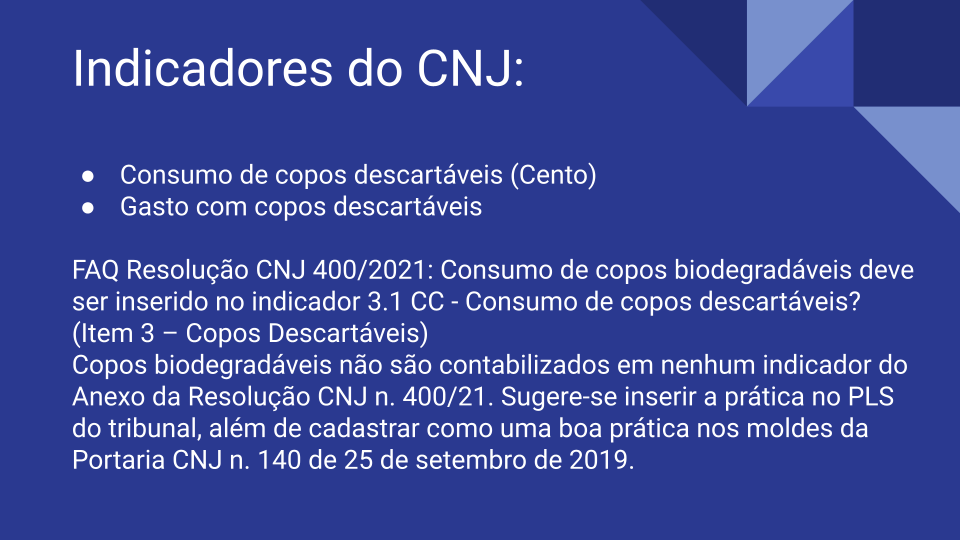 Indicadores do CNJ:
● Consumo de copos descartáveis (Cento)
● Gasto com copos descartáveis
FAQ Resolução CNJ 400/2021: Consumo de copos biodegradáveis deve
ser inserido no indicador 3.1 CC - Consumo de copos descartáveis?
(Item 3 – Copos Descartáveis)
Copos biodegradáveis não são contabilizados em nenhum indicador do
Anexo da Resolução CNJ n. 400/21. Sugere-se inserir a prática no PLS
do tribunal, além de cadastrar como uma boa prática nos moldes da
Portaria CNJ n. 140 de 25 de setembro de 2019.